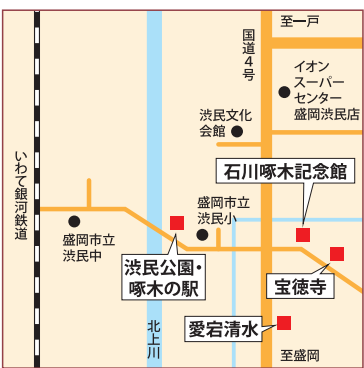 至一戸
国道4号
イオン
スーパー
センター
盛岡渋民店
渋民文化
会館
石川啄木記念館
いわて銀河鉄道
盛岡市立
渋民小
盛岡市立
渋民中
渋民公園・
啄木の駅
宝徳寺
北上川
愛宕清水
至盛岡